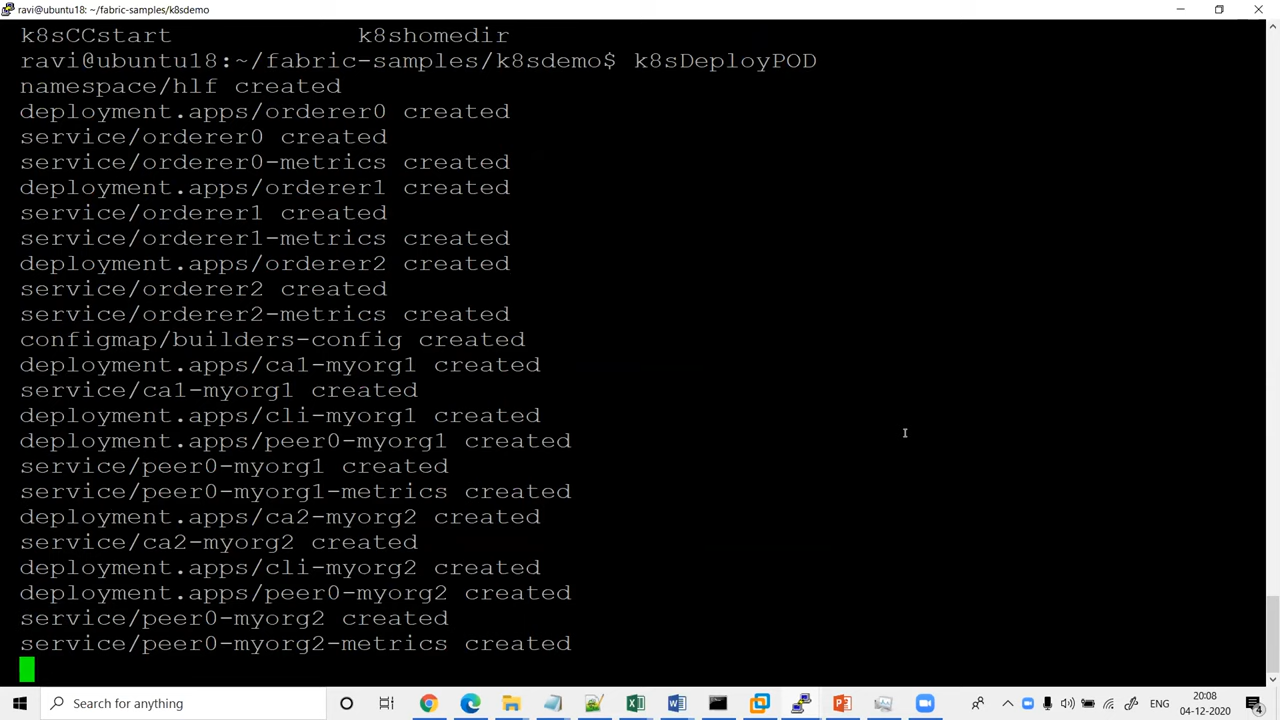 ravi@ubuntu18: ~/fabric-samples/k8sdemo
k8sCCstart k8shomedir
ravi@ubuntu18:~/fabric-samples/k8sdemo$ k8sDeployPOD
namespace/hlf created
deployment.apps/orderer0 created
service/orderer0 created
service/orderer0-metrics created
deployment.apps/orderer1 created
service/orderer1 created
service/orderer1-metrics created
deployment.apps/orderer2 created
service/orderer2 created
service/orderer2-metrics created
configmap/builders-config created
deployment.apps/ca1-myorg1 created
service/ca1-myorg1 created
deployment.apps/cli-myorg1 created
deployment.apps/peer0-myorg1 created
service/peer0-myorg1 created
service/peer0-myorg1-metrics created
deployment.apps/ca2-myorg2 created
service/ca2-myorg2 created
deployment.apps/cli-myorg2 created
deployment.apps/peer0-myorg2 created
service/peer0-myorg2 created
service/peer0-myorg2-metrics created
Search for anything
ENG
20:08
04-12-2020
4